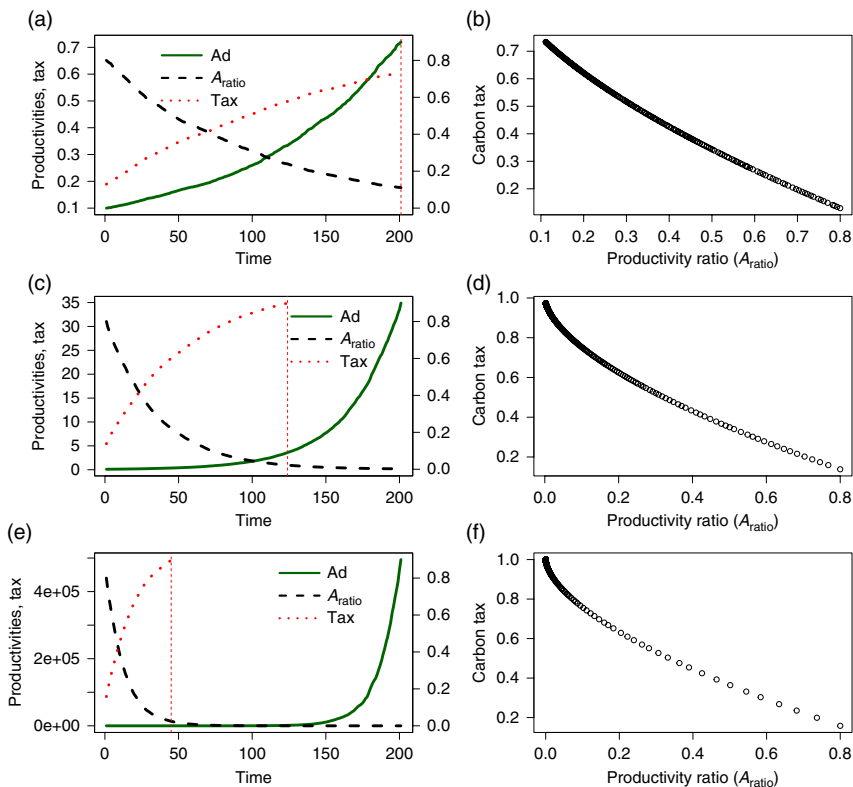 (a)
Productivities, tax
0.7
0.6
0.5
0.4
0.3
0.2
0.1
Ad
Aratio
Tax
0.8
0.6
0.4
0.2
0.0
0 50 100 150 200
Time
(b)
Carbon tax
0.7
0.6
0.5
0.4
0.3
0.2
0.1 0.2 0.3 0.4 0.5 0.6 0.7 0.8
Productivity ratio (Aratio)
(c)
Productivities, tax
35
30
25
20
15
10
5
0
Ad
Aratio
Tax
0.8
0.6
0.4
0.2
0.0
0 50 100 150 200
Time
(d)
Carbon tax
1.0
0.8
0.6
0.4
0.2
0.0 0.2 0.4 0.6 0.8
Productivity ratio (Aratio)
(e)
Productivities, tax
4e+05
2e+05
0e+00
Ad
Aratio
Tax
0.8
0.6
0.4
0.2
0.0
0 50 100 150 200
Time
(f)
Carbon tax
1.0
0.8
0.6
0.4
0.2
0.0 0.2 0.4 0.6 0.8
Productivity ratio (Aratio)